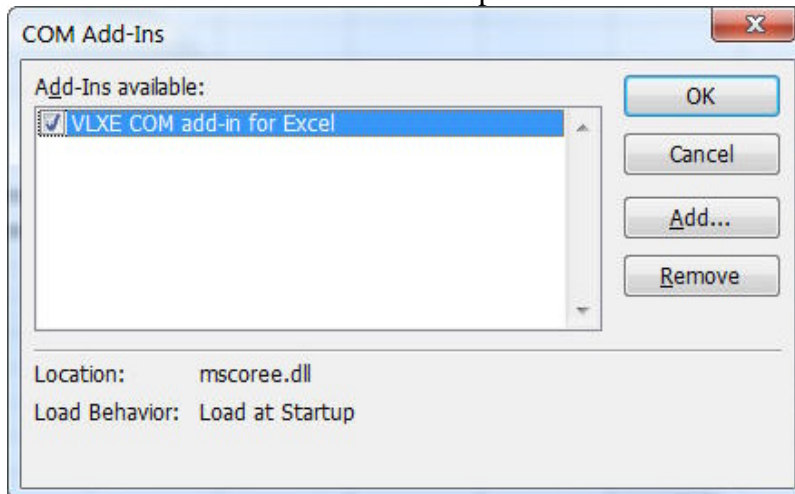 COM Add-Ins
Add-Ins available:
VLXE COM add-in for Excel
OK
Cancel
Add...
Remove
Location: mscoree.dll
Load Behavior: Load at Startup